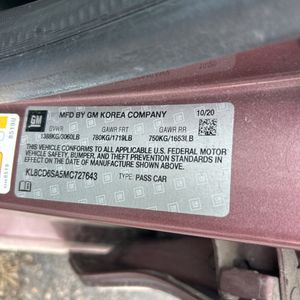 GM
MFD BY GM KOREA COMPANY 10/20
GVWR GAWR FRT GAWR RR
1388KG/3060LB 780KG/1719LB 750KG/1653LB
THIS VEHICLE CONFORMS TO ALL APPLICABLE U.S. FEDERAL MOTOR
VEHICLE SAFETY, BUMPER, AND THEFT PREVENTION STANDARDS IN
EFFECT ON THE DATE OF MANUFACTURE SHOWN ABOVE.
KL8CD6SA5MC727643 TYPE: PASS CAR